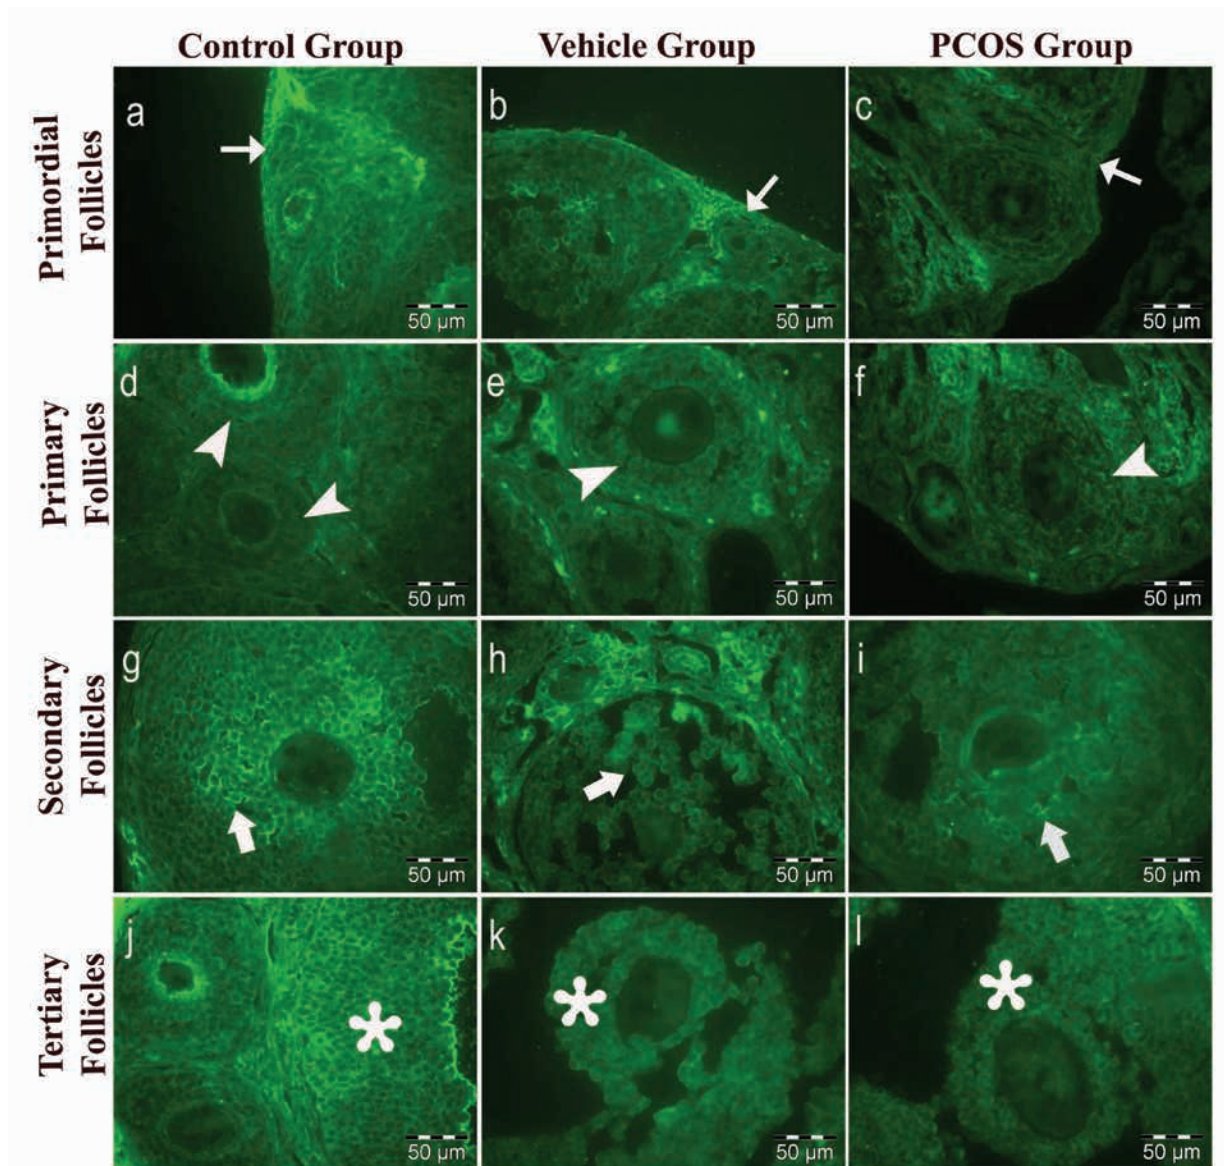 Control Group
Vehicle Group
PCOS Group
Primordial
Follicles
a
50 µm
b
50 µm
c
50 µm
Primary
Follicles
d
50 µm
e
50 µm
f
50 µm
Secondary
Follicles
g
50 µm
h
50 µm
i
50 µm
Tertiary
Follicles
j
50 µm
k
50 µm
l
50 µm